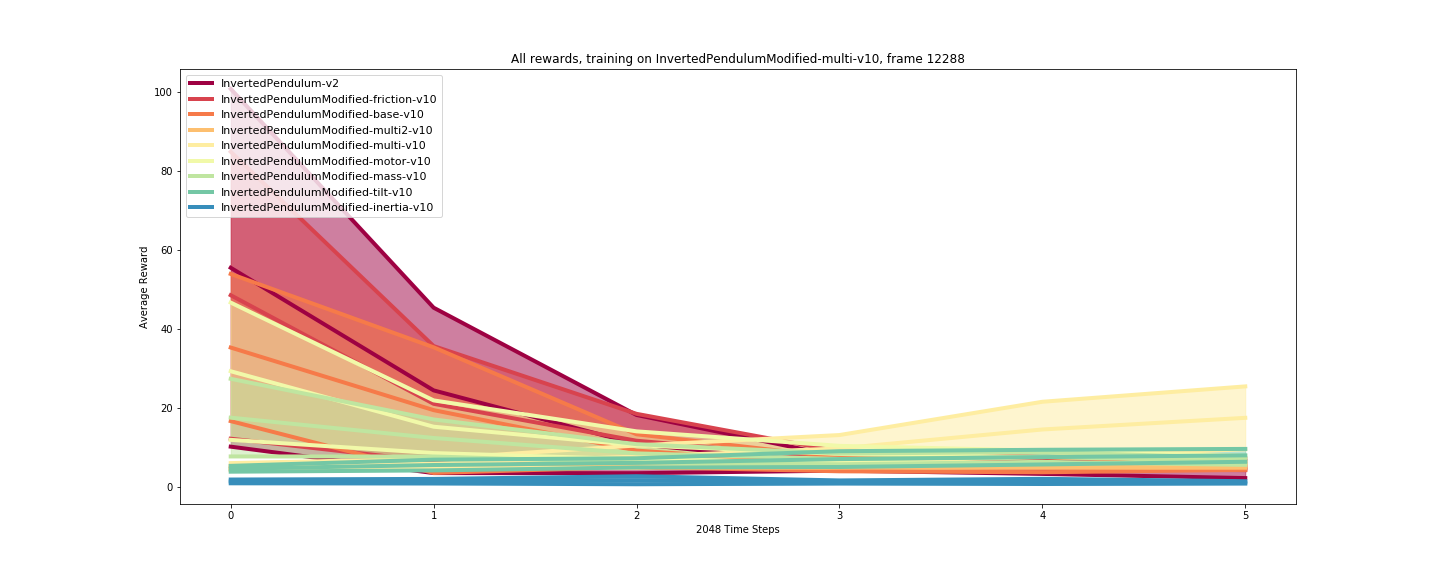 All rewards, training on InvertedPendulumModified-multi-v10, frame 12288
InvertedPendulum-v2
InvertedPendulumModified-friction-v10
InvertedPendulumModified-base-v10
InvertedPendulumModified-multi2-v10
InvertedPendulumModified-multi-v10
InvertedPendulumModified-motor-v10
InvertedPendulumModified-mass-v10
InvertedPendulumModified-tilt-v10
InvertedPendulumModified-inertia-v10
100
80
60
40
20
0
Average Reward
0 1 2 3 4 5
2048 Time Steps